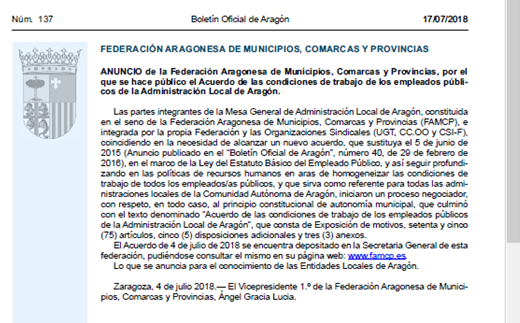 Núm. 137 Boletín Oficial de Aragón 17/07/2018
FEDERACIÓN ARAGONESA DE MUNICIPIOS, COMARCAS Y PROVINCIAS
ANUNCIO de la Federación Aragonesa de Municipios, Comarcas y Provincias, por el
que se hace público el Acuerdo de las condiciones de trabajo de los empleados públi-
cos de la Administración Local de Aragón.
Las partes integrantes de la Mesa General de Administración Local de Aragón, constituida
en el seno de la Federación Aragonesa de Municipios, Comarcas y Provincias (FAMCP), e
integrada por la propia Federación y las Organizaciones Sindicales (UGT, CC.OO y CSI-F),
coincidiendo en la necesidad de alcanzar un nuevo acuerdo, que sustituya el 5 de junio de
2015 (Anuncio publicado en el "Boletín Oficial de Aragón", número 40, de 29 de febrero de
2016), en el marco de la Ley del Estatuto Básico del Empleado Público, y así seguir profundi-
zando en las políticas de recursos humanos en aras de homogeneizar las condiciones de
trabajo de todos los empleados/as públicos, y que sirva como referente para todas las admi-
nistraciones locales de la Comunidad Autónoma de Aragón, iniciaron un proceso negociador,
con respeto, en todo caso, al principio constitucional de autonomía municipal, que culminó
con el texto denominado "Acuerdo de las condiciones de trabajo de los empleados públicos
de la Administración Local de Aragón", que consta de Exposición de motivos, setenta y cinco
(75) artículos, cinco (5) disposiciones adicionales y tres (3) anexos.
El Acuerdo de 4 de julio de 2018 se encuentra depositado en la Secretaria General de esta
federación, pudiéndose consultar el mismo en su página web: www.famcp.es.
Lo que se anuncia para el conocimiento de las Entidades Locales de Aragón.
Zaragoza, 4 de julio 2018.— El Vicepresidente 1.º de la Federación Aragonesa de Munici-
pios, Comarcas y Provincias, Ángel Gracia Lucia.